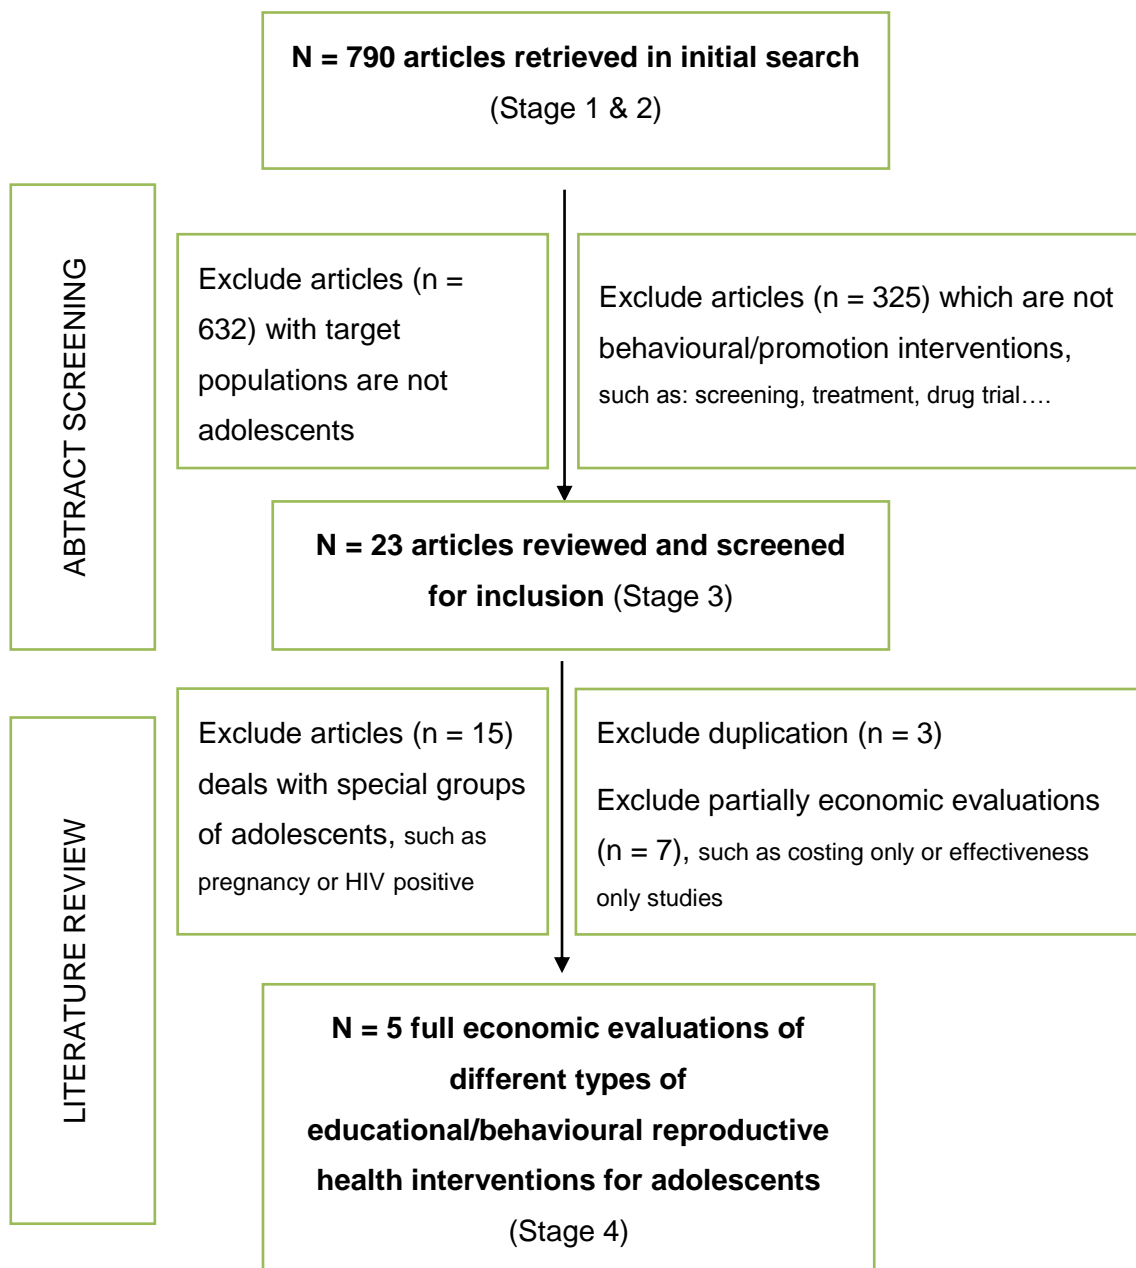 N = 790 articles retrieved in initial search
(Stage 1 & 2)
ABTRACT SCREENING
Exclude articles (n =
632) with target
populations are not
adolescents
Exclude articles (n = 325) which are not
behavioural/promotion interventions,
such as: screening, treatment, drug trial….
N = 23 articles reviewed and screened
for inclusion (Stage 3)
LITERATURE REVIEW
Exclude articles (n = 15)
deals with special groups
of adolescents, such as
pregnancy or HIV positive
Exclude duplication (n = 3)
Exclude partially economic evaluations
(n = 7), such as costing only or effectiveness
only studies
N = 5 full economic evaluations of
different types of
educational/behavioural reproductive
health interventions for adolescents
(Stage 4)